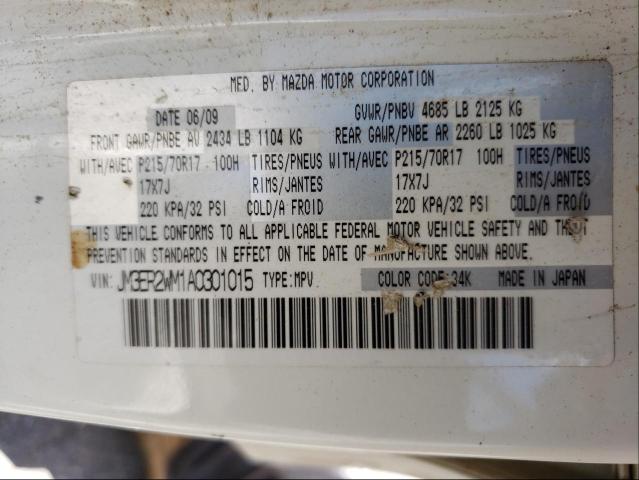 MFD. BY MAZDA MOTOR CORPORATION
DATE 06/09 GVWR/PNBV 4685 LB 2125 KG
FRONT GAWR/PNBE AV 2434 LB 1104 KG REAR GAWR/PNBE AR 2260 LB 1025 KG
WITH/AVEC P215/70R17 100H TIRES/PNEUS WITH/AVEC P215/70R17 100H TIRES/PNEUS
17X7J RIMS/JANTES 17X7J RIMS/JANTES
220 KPA/32 PSI COLD/A FROID 220 KPA/32 PSI COLD/A FROID
THIS VEHICLE CONFORMS TO ALL APPLICABLE FEDERAL MOTOR VEHICLE SAFETY AND THEFT
PREVENTION STANDARDS IN EFFECT ON THE DATE OF MANUFACTURE SHOWN ABOVE.
VIN: JM3ER2WM1A0301015 TYPE:MPV COLOR CODE:34K MADE IN JAPAN